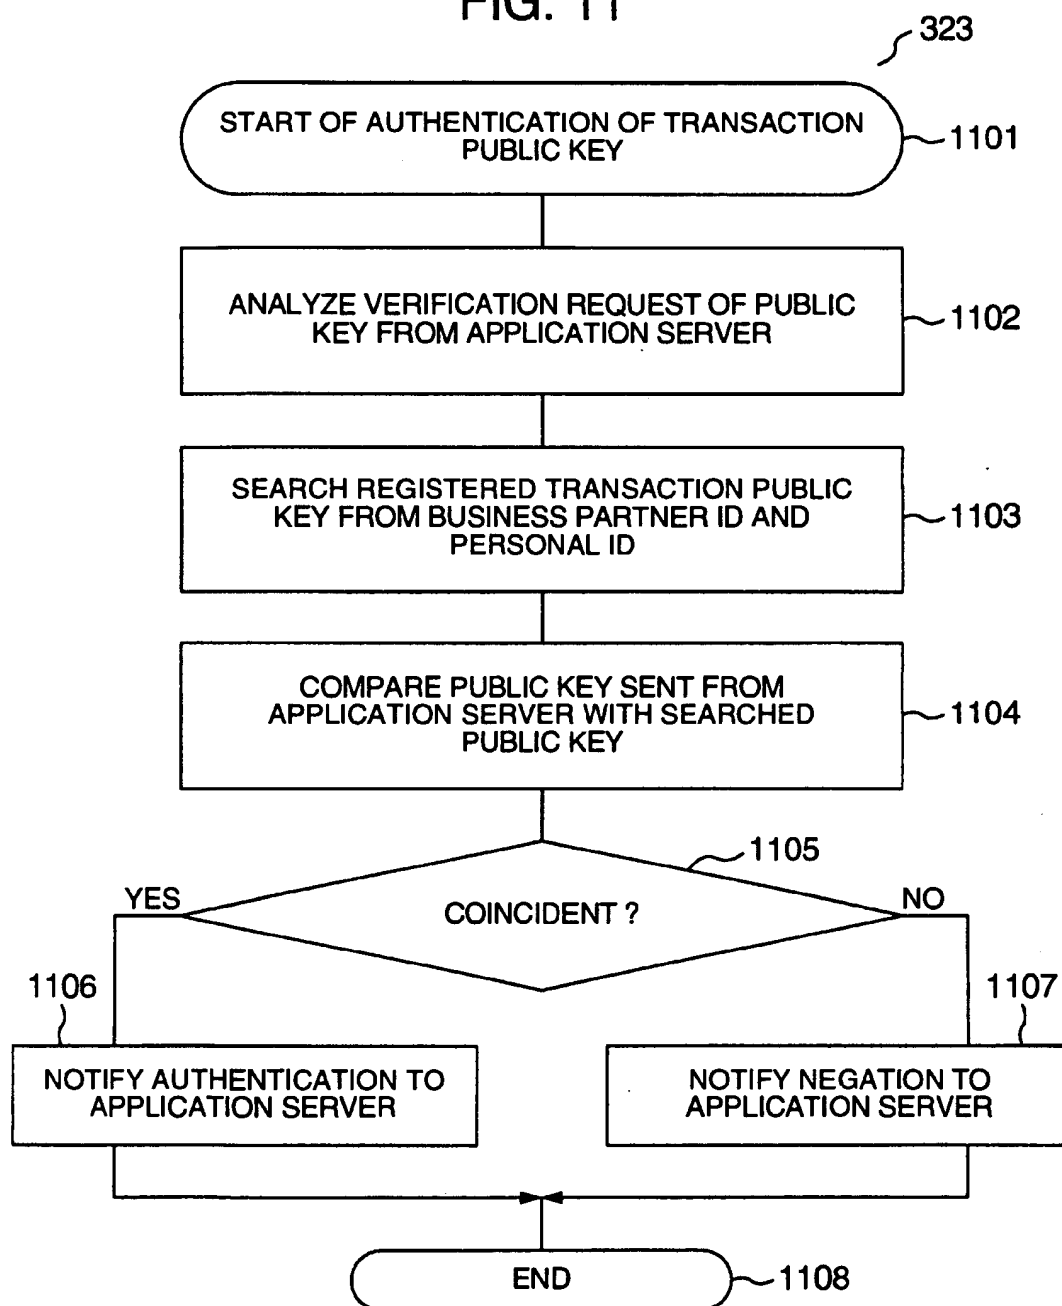 FIG. 11
323
START OF AUTHENTICATION OF TRANSACTION
PUBLIC KEY
1101
ANALYZE VERIFICATION REQUEST OF PUBLIC
KEY FROM APPLICATION SERVER
1102
SEARCH REGISTERED TRANSACTION PUBLIC
KEY FROM BUSINESS PARTNER ID AND
PERSONAL ID
1103
COMPARE PUBLIC KEY SENT FROM
APPLICATION SERVER WITH SEARCHED
PUBLIC KEY
1104
1105
YES
COINCIDENT ?
NO
1106
1107
NOTIFY AUTHENTICATION TO
APPLICATION SERVER
NOTIFY NEGATION TO
APPLICATION SERVER
END
1108